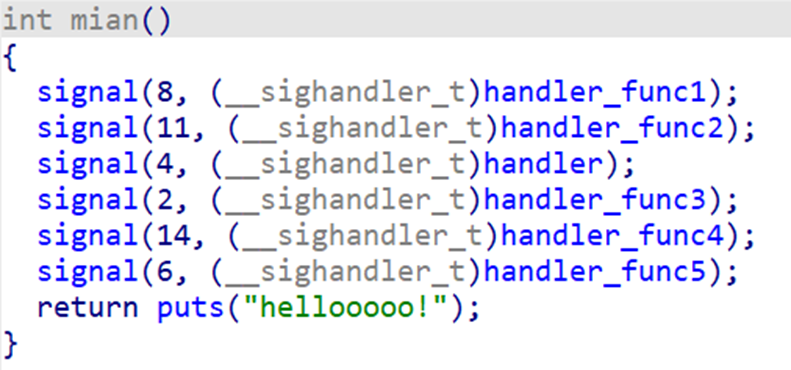 int mian()
{
  signal(8, (__sighandler_t)handler_func1);
  signal(11, (__sighandler_t)handler_func2);
  signal(4, (__sighandler_t)handler);
  signal(2, (__sighandler_t)handler_func3);
  signal(14, (__sighandler_t)handler_func4);
  signal(6, (__sighandler_t)handler_func5);
  return puts("hellooooo!");
}